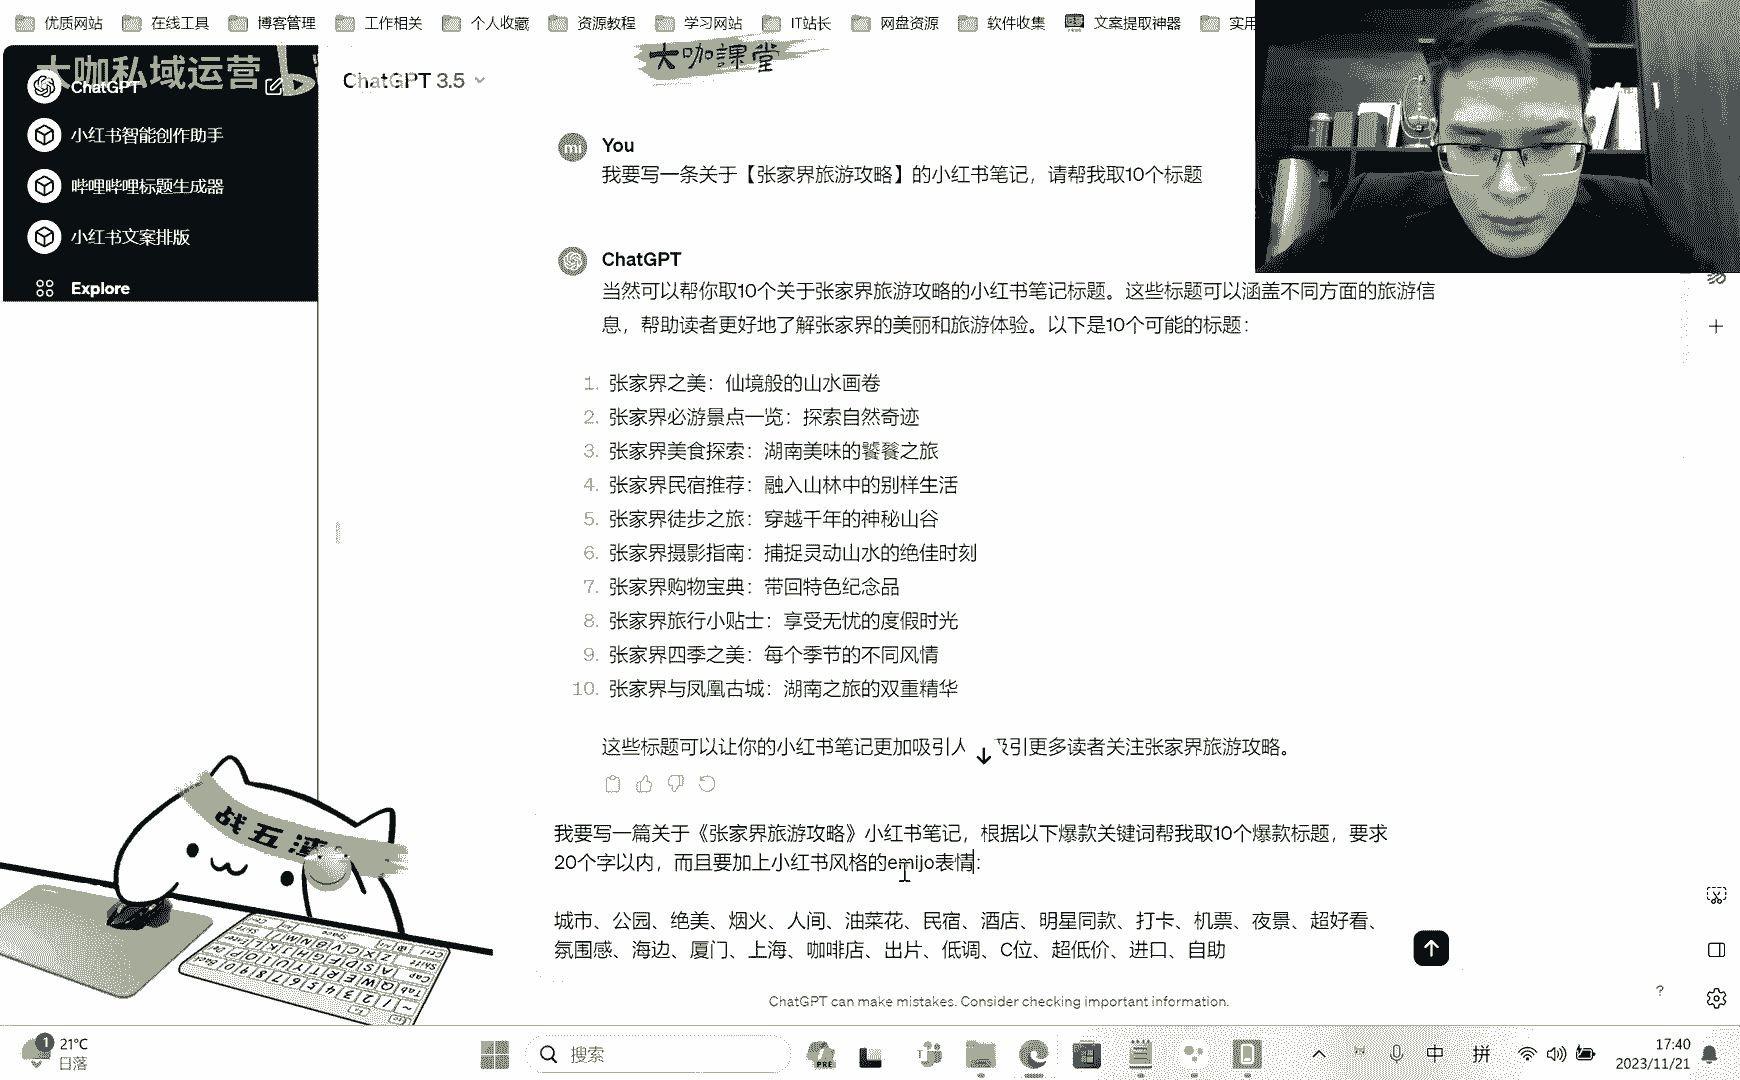 优质网站 在线工具 博客管理 工作相关 个人收藏 资源教程 学习网站 IT站长 网盘资源 软件收集 文案提取神器 实用
大咖私域运营
大咖課堂
ChatGPT
ChatGPT 3.5
小红书智能创作助手
哔哩哔哩标题生成器
小红书文案排版
Explore
mi
You
我要写一条关于【张家界旅游攻略】的小红书笔记，请帮我取10个标题
ChatGPT
当然可以帮你取10个关于张家界旅游攻略的小红书笔记标题。这些标题可以涵盖不同方面的旅游信
息，帮助读者更好地了解张家界的美丽和旅游体验。以下是10个可能的标题：
1. 张家界之美：仙境般的山水画卷
2. 张家界必游景点一览：探索自然奇迹
3. 张家界美食探索：湖南美味的饕餮之旅
4. 张家界民宿推荐：融入山林中的别样生活
5. 张家界徒步之旅：穿越千年的神秘山谷
6. 张家界摄影指南：捕捉灵动山水的绝佳时刻
7. 张家界购物宝典：带回特色纪念品
8. 张家界旅行小贴士：享受无忧的度假时光
9. 张家界四季之美：每个季节的不同风情
10. 张家界与凤凰古城：湖南之旅的双重精华
这些标题可以让你的小红书笔记更加吸引人 吸引更多读者关注张家界旅游攻略。
我要写一篇关于《张家界旅游攻略》小红书笔记，根据以下爆款关键词帮我取10个爆款标题，要求
20个字以内，而且要加上小红书风格的emijo表情:
城市、公园、绝美、烟火、人间、油菜花、民宿、酒店、明星同款、打卡、机票、夜景、超好看、
氛围感、海边、厦门、上海、咖啡店、出片、低调、C位、超低价、进口、自助
ChatGPT can make mistakes. Consider checking important information.
?
战五渣
1
21°C
日落
搜索
PRE
中
拼
17:40
2023/11/21